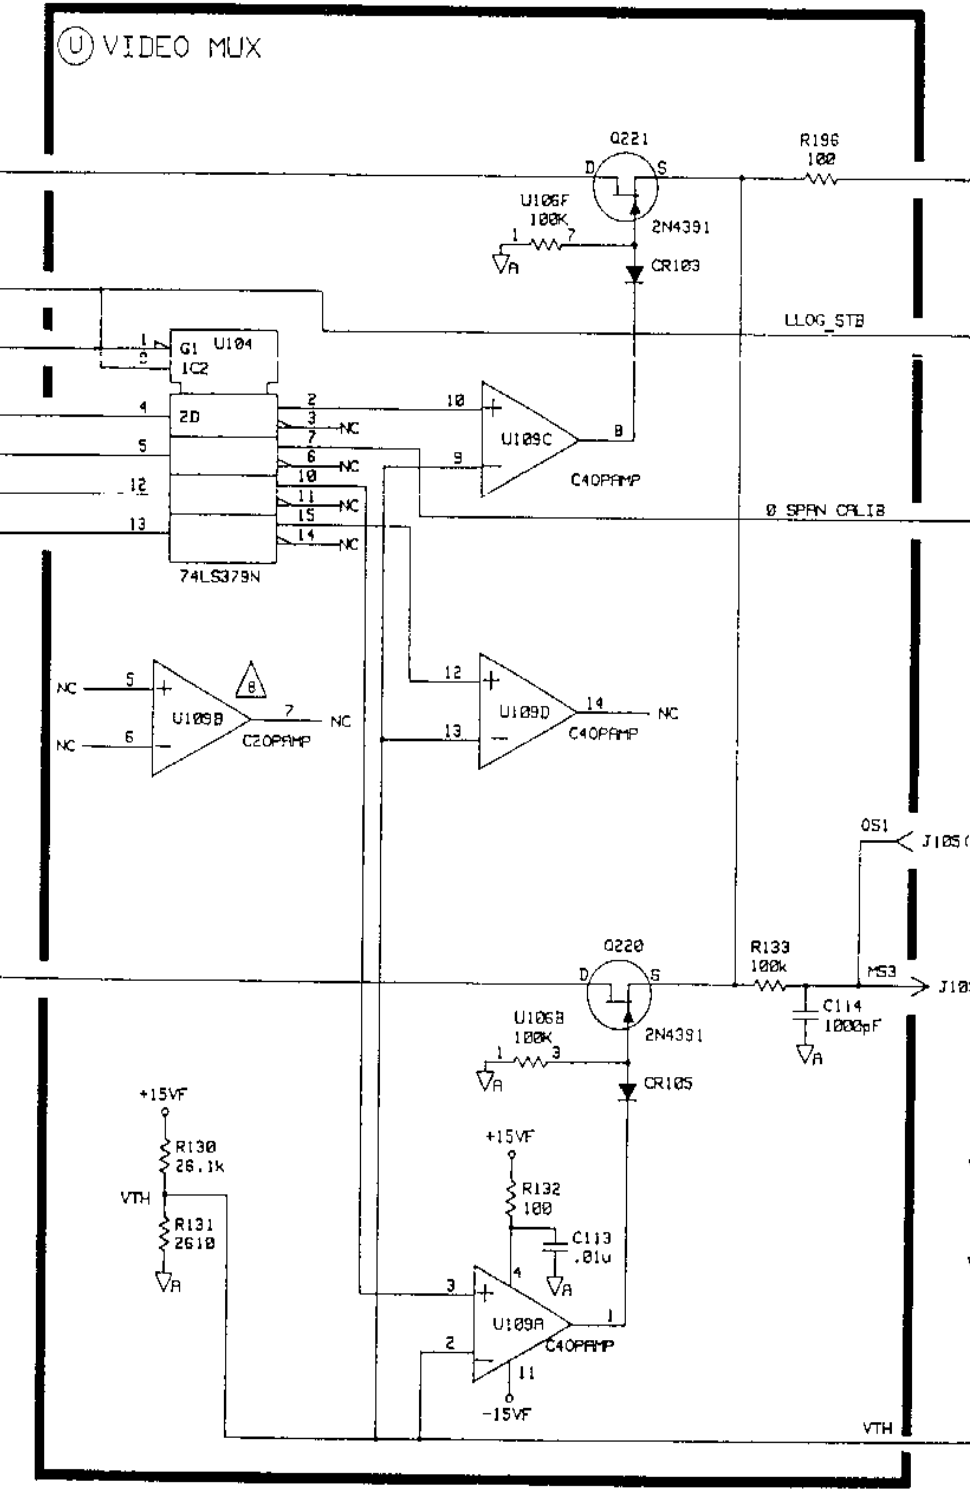 U VIDEO MUX
Q221
R196
100
D
S
U106F
100K
1
7
2N4391
A
CR103
LLOG_STB
1
G1
U104
1C2
4
2D
2
10
+
3
NC
7
U109C
8
5
6
NC
9
−
C4OPAMP
12
10
11
NC
0 SPAN CALIB
13
15
14
NC
74LS379N
NC
5
+
8
12
+
U109B
7
NC
U109D
14
NC
NC
6
−
C2OPAMP
13
−
C4OPAMP
OS1
J105(
Q220
R133
100k
D
S
MS3
J10
U106B
100K
C114
1000pF
1
3
2N4391
A
A
CR105
+15VF
+15VF
R130
26.1k
R132
100
VTH
R131
2610
C113
.01u
A
4
A
3
+
U109A
1
2
−
C4OPAMP
11
-15VF
VTH